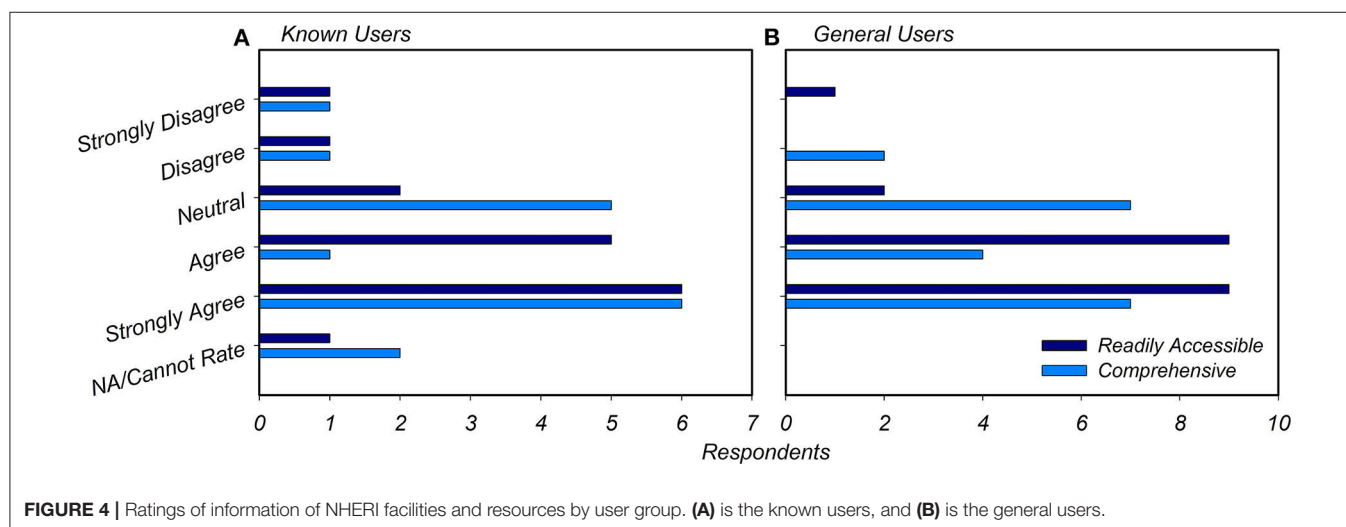 A Known Users
B General Users
Strongly Disagree
Disagree
Neutral
Agree
Strongly Agree
NA/Cannot Rate
Readily Accessible
Comprehensive
0 1 2 3 4 5 6 7
0 2 4 6 8 10
Respondents
FIGURE 4 | Ratings of information of NHERI facilities and resources by user group. (A) is the known users, and (B) is the general users.